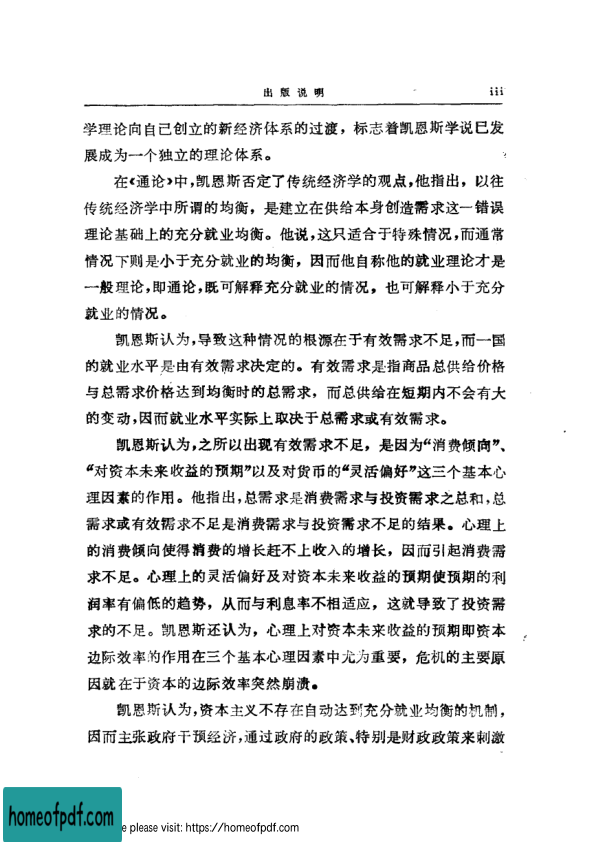 出版说明 iii
学理论向自己创立的新经济体系的过渡，标志着凯恩斯学说已发
展成为一个独立的理论体系。
在《通论》中，凯恩斯否定了传统经济学的观点，他指出，以往
传统经济学中所谓的均衡，是建立在供给本身创造需求这一错误
理论基础上的充分就业均衡。他说，这只适合于特殊情况，而通常
情况下则是小于充分就业的均衡，因而他自称他的就业理论才是
一般理论，即通论，既可解释充分就业的情况，也可解释小于充分
就业的情况。
凯恩斯认为，导致这种情况的根源在于有效需求不足，而一国
的就业水平是由有效需求决定的。有效需求是指商品总供给价格
与总需求价格达到均衡时的总需求，而总供给在短期内不会有大
的变动，因而就业水平实际上取决于总需求或有效需求。
凯恩斯认为，之所以出现有效需求不足，是因为“消费倾向”、
“对资本未来收益的预期”以及对货币的“灵活偏好”这三个基本心
理因素的作用。他指出，总需求是消费需求与投资需求之总和，总
需求或有效需求不足是消费需求与投资需求不足的结果。心理上
的消费倾向使得消费的增长赶不上收入的增长，因而引起消费需
求不足。心理上的灵活偏好及对资本未来收益的预期使预期的利
润率有偏低的趋势，从而与利息率不相适应，这就导致了投资需
求的不足。凯恩斯还认为，心理上对资本未来收益的预期即资本
边际效率的作用在三个基本心理因素中尤为重要，危机的主要原
因就在于资本的边际效率突然崩溃。
凯恩斯认为，资本主义不存在自动达到充分就业均衡的机制，
因而主张政府干预经济，通过政府的政策、特别是财政政策来刺激
homeofpdf.com
e please visit: https://homeofpdf.com